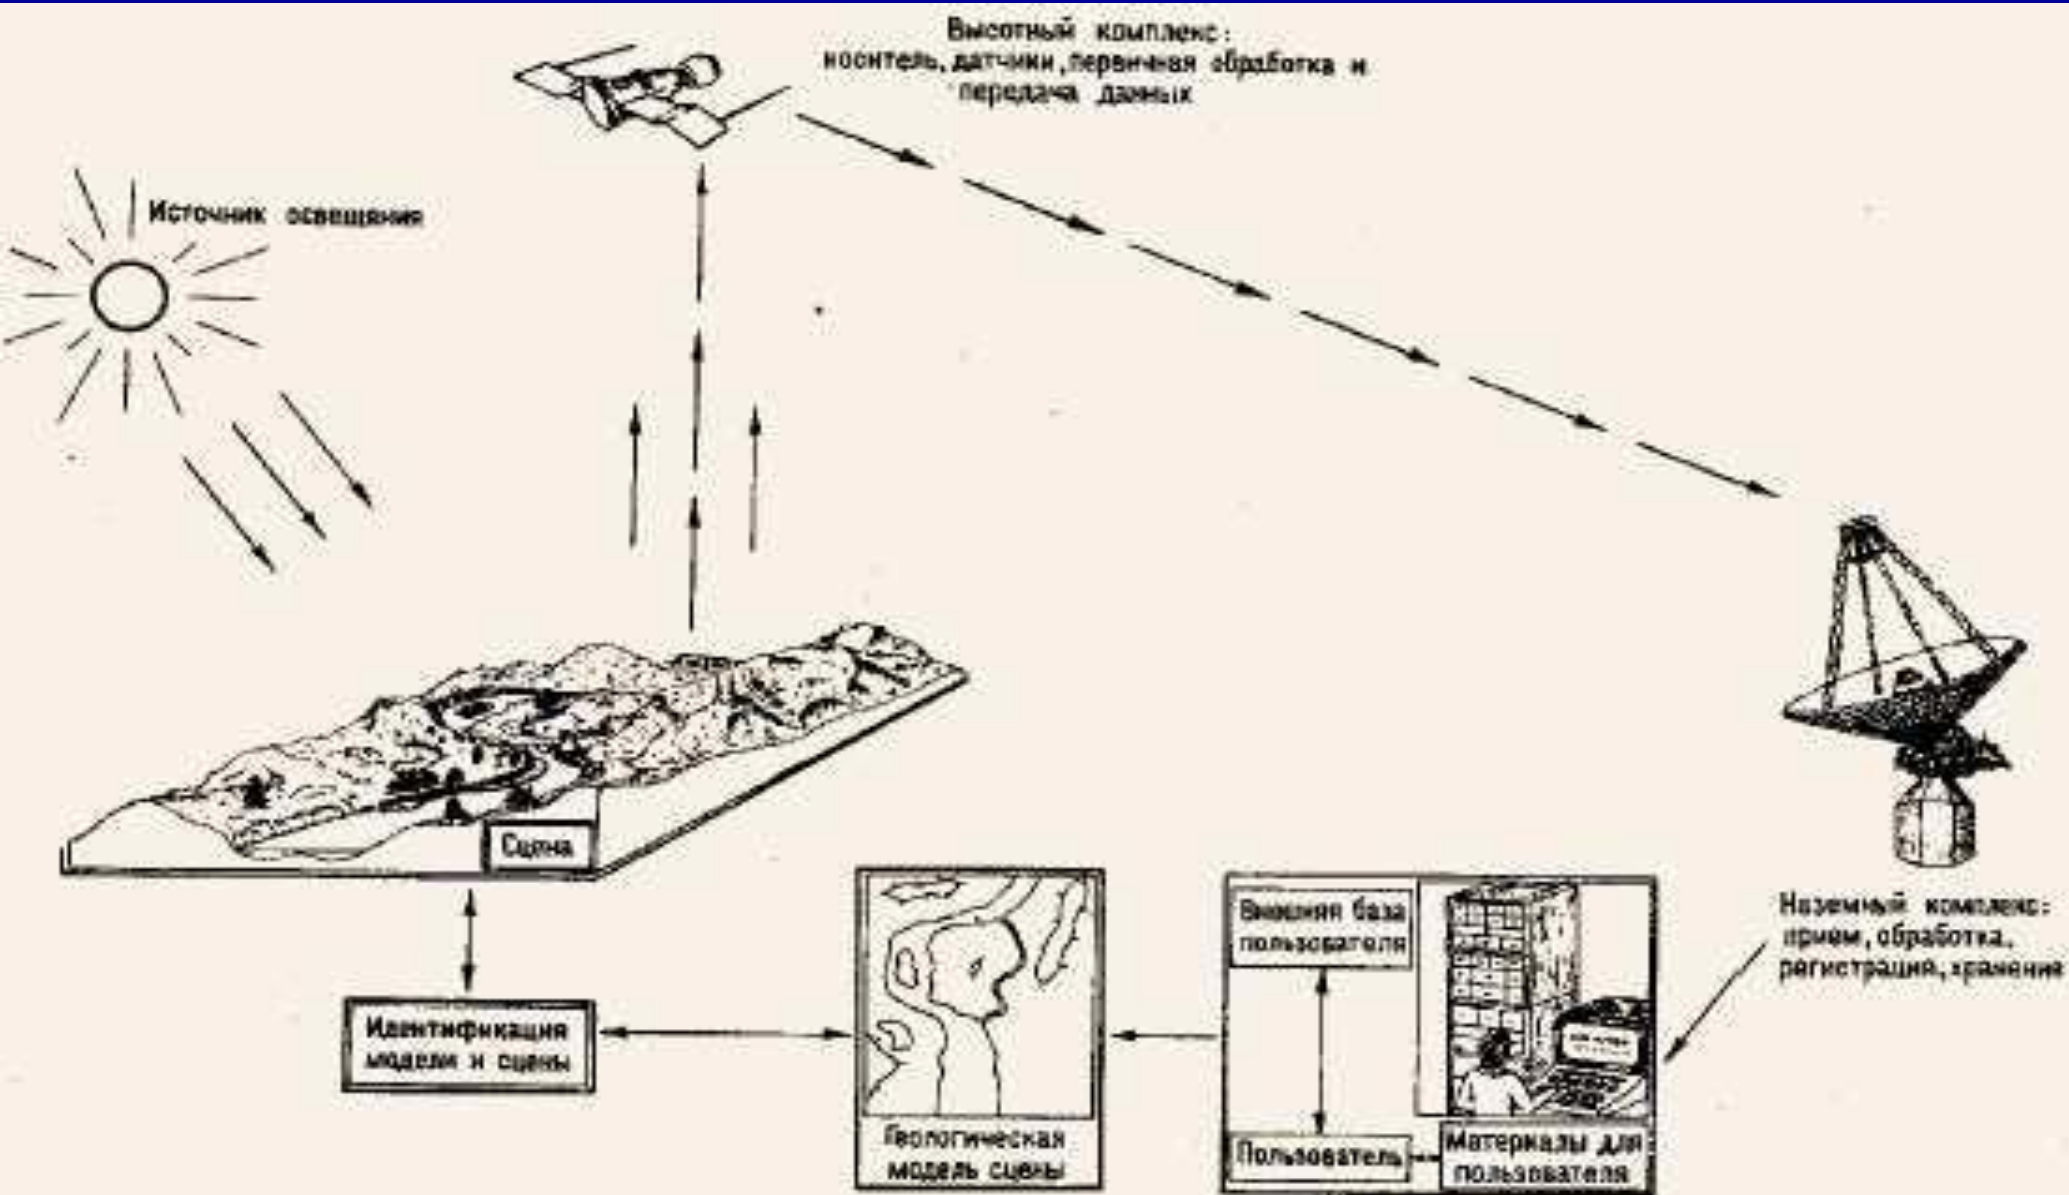 Высотный комплекс:
носитель, датчики, первичная обработка и
передача данных
Источник освещения
Сцена
Идентификация
модели и сцены
Геологическая
модель сцены
Внешняя база
пользователя
Пользователь
Материалы для
пользователя
Наземный комплекс:
прием, обработка,
регистрация, хранение